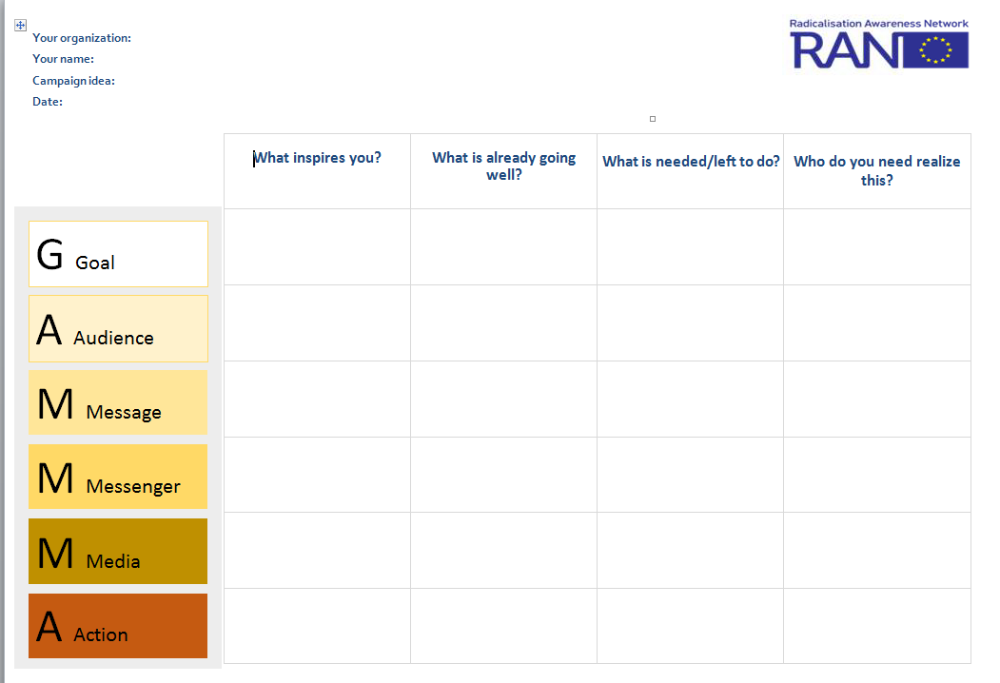 Radicalisation Awareness Network
RAN
Your organization:
Your name:
Campaign idea:
Date:
What inspires you?
What is already going
well?
What is needed/left to do?
Who do you need realize
this?
G Goal
A Audience
M Message
M Messenger
M Media
A Action